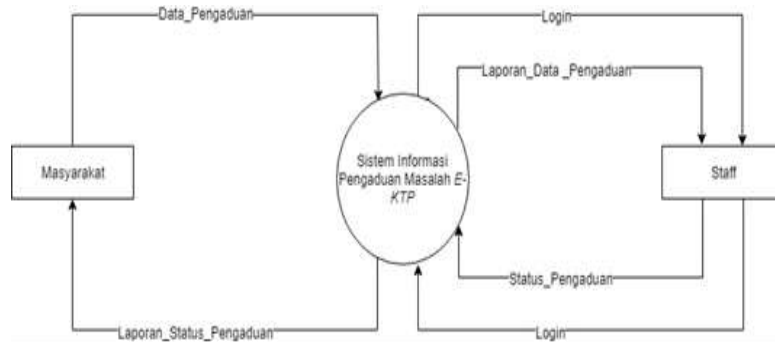 Data_Pengaduan
Login
Laporan_Data _Pengaduan
Masyarakat
Sistem Informasi
Pengaduan Masalah E-
KTP
Staff
Status_Pengaduan
Laporan_Status_Pengaduan
Login